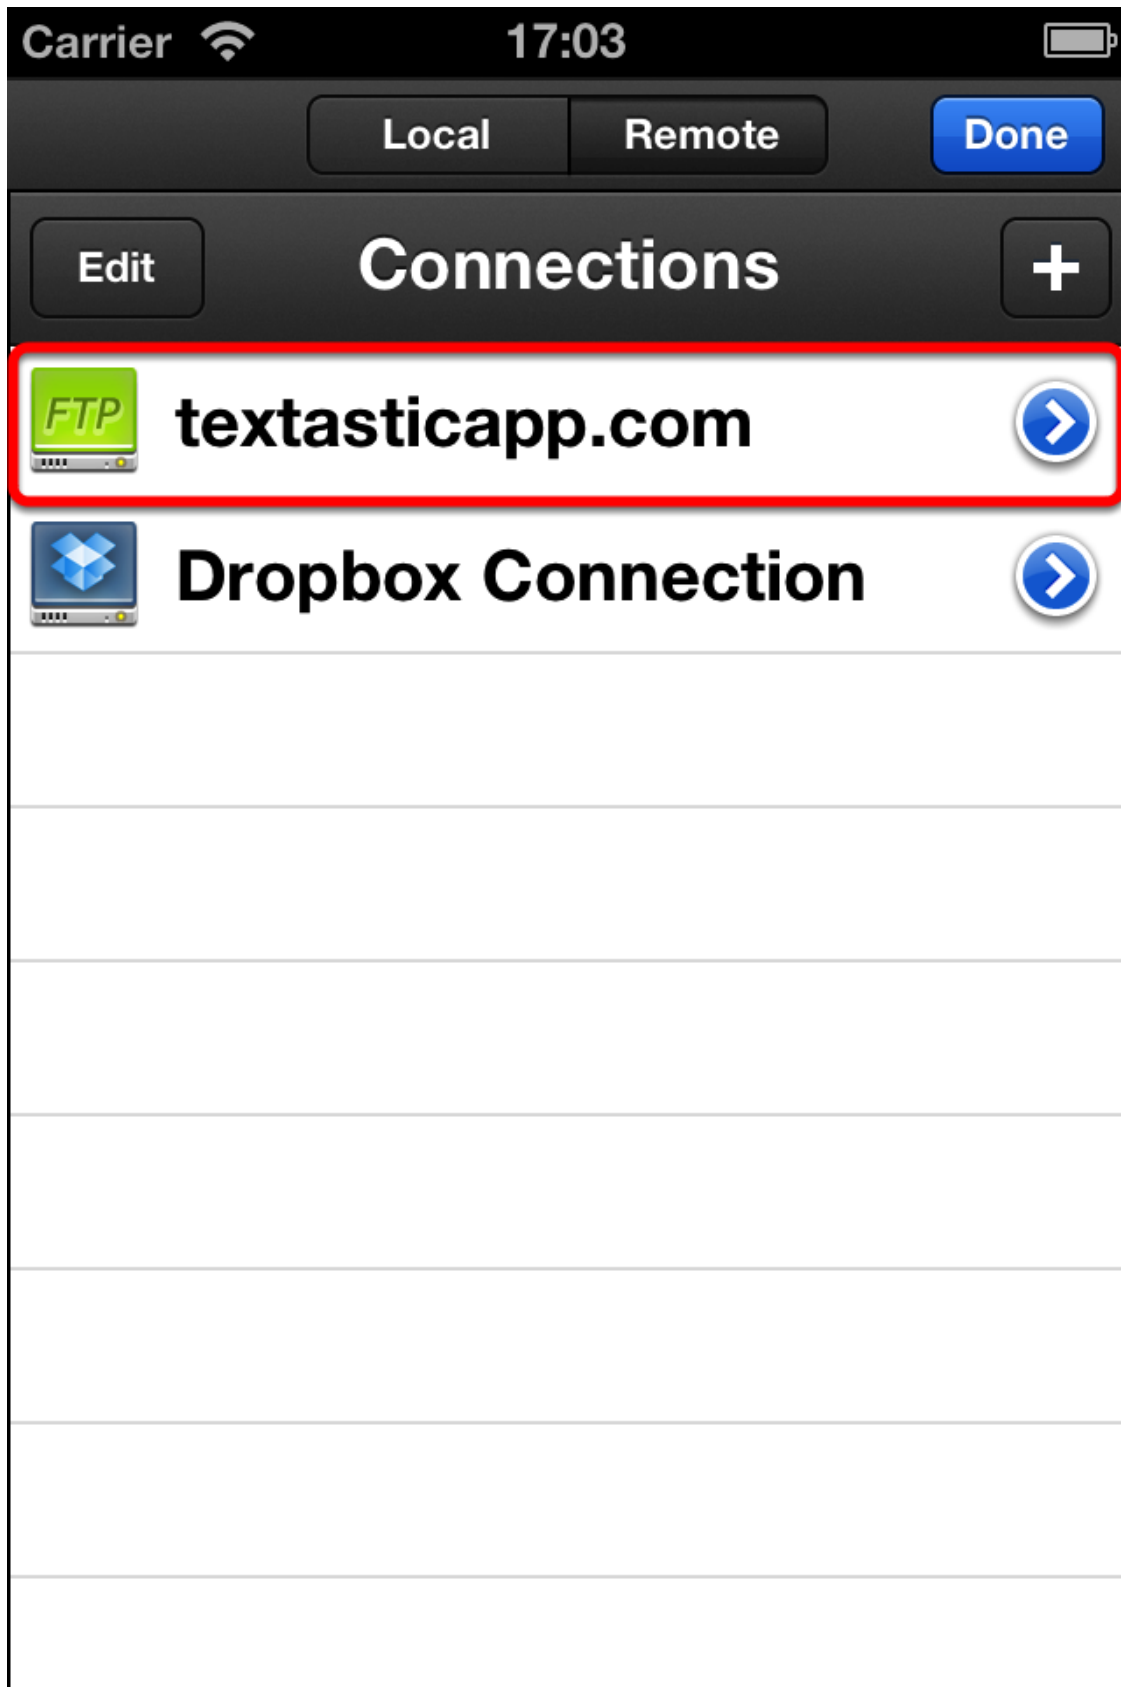 Carrier 17:03
Local Remote Done
Edit Connections +
FTP textasticapp.com
Dropbox Connection